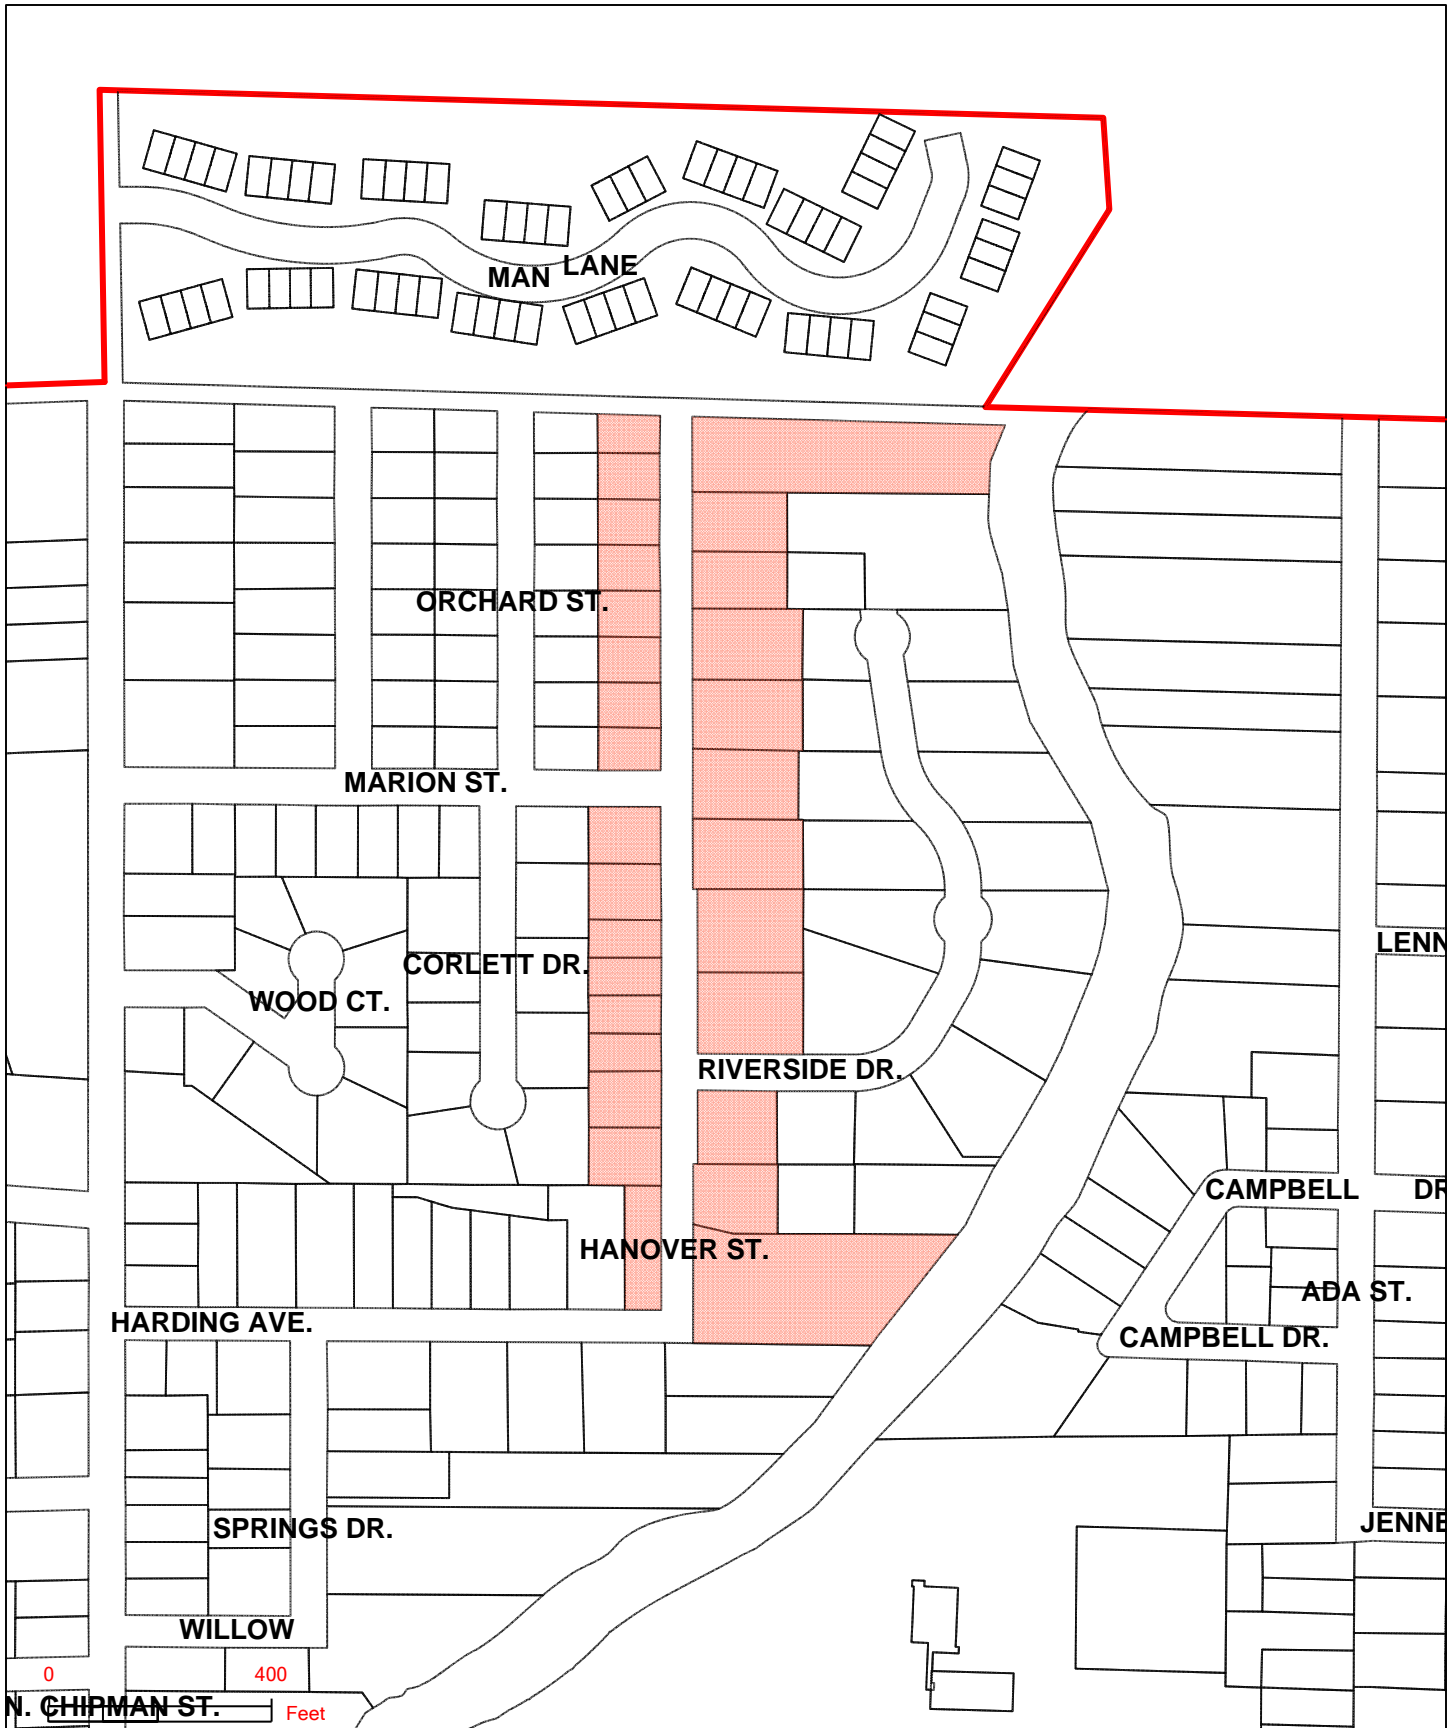 MAN LANE
ORCHARD ST.
MARION ST.
LENN
CORLETT DR.
WOOD CT.
RIVERSIDE DR.
CAMPBELL DR
HANOVER ST.
ADA ST.
HARDING AVE.
CAMPBELL DR.
JENNE
SPRINGS DR.
WILLOW
0 400
N. CHIPMAN ST.
Feet